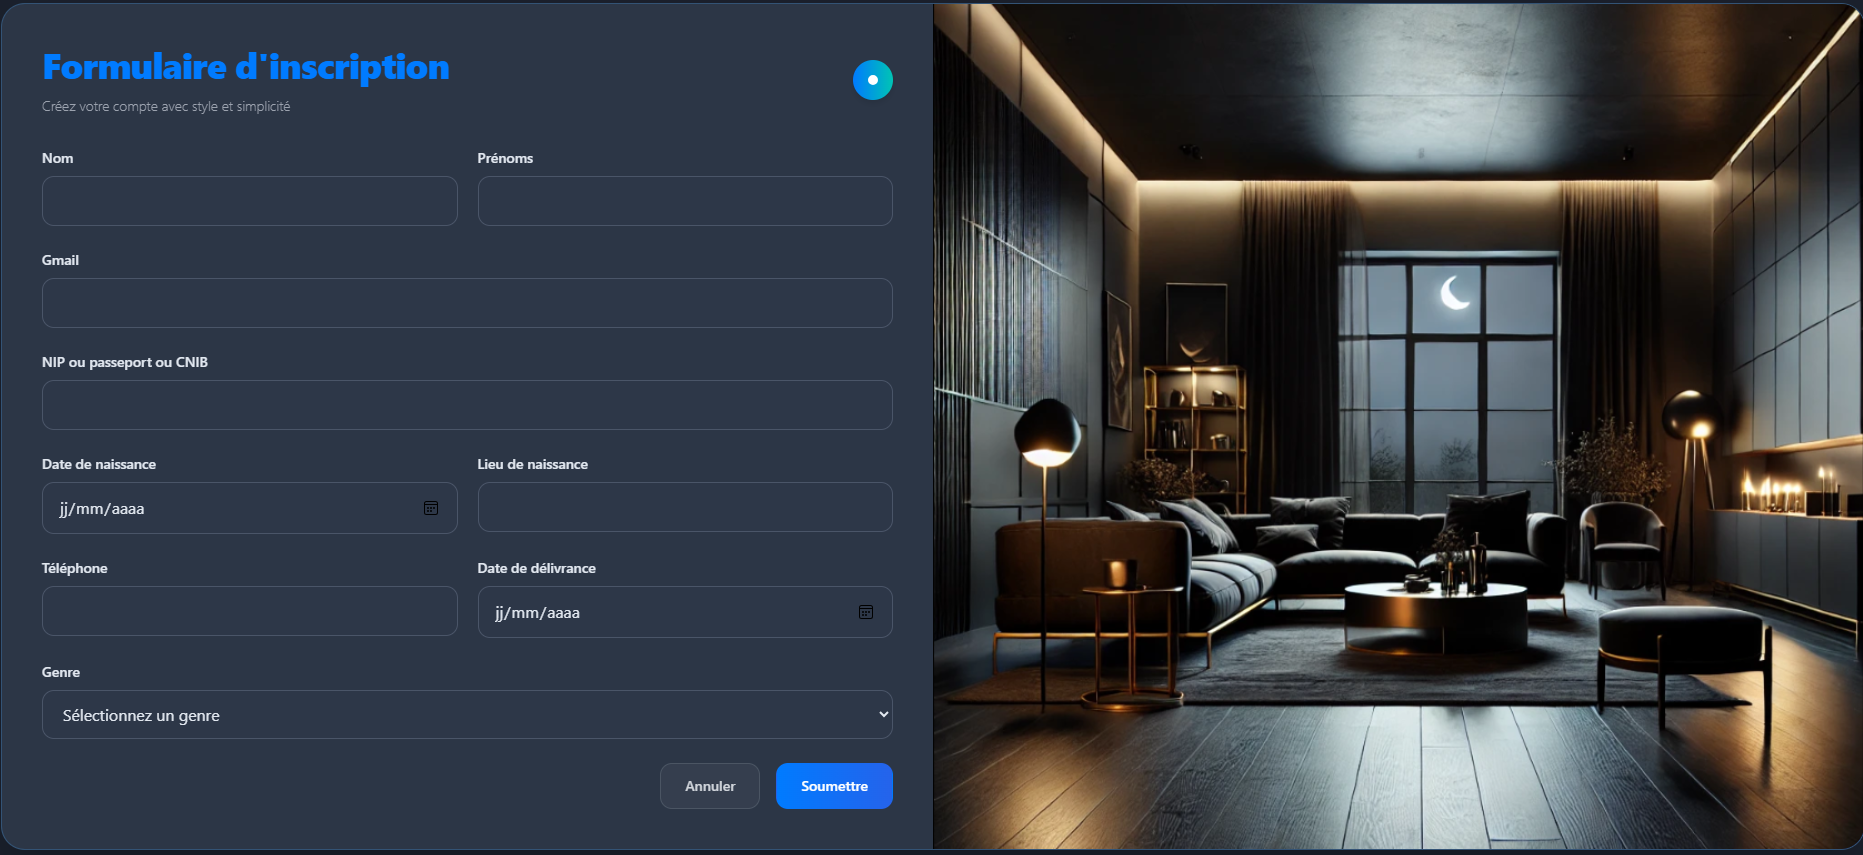 Formulaire d'inscription
Créez votre compte avec style et simplicité
Nom
Prénoms
Gmail
NIP ou passeport ou CNIB
Date de naissance
Lieu de naissance
jj/mm/aaaa
Téléphone
Date de délivrance
jj/mm/aaaa
Genre
Sélectionnez un genre
Annuler
Soumettre